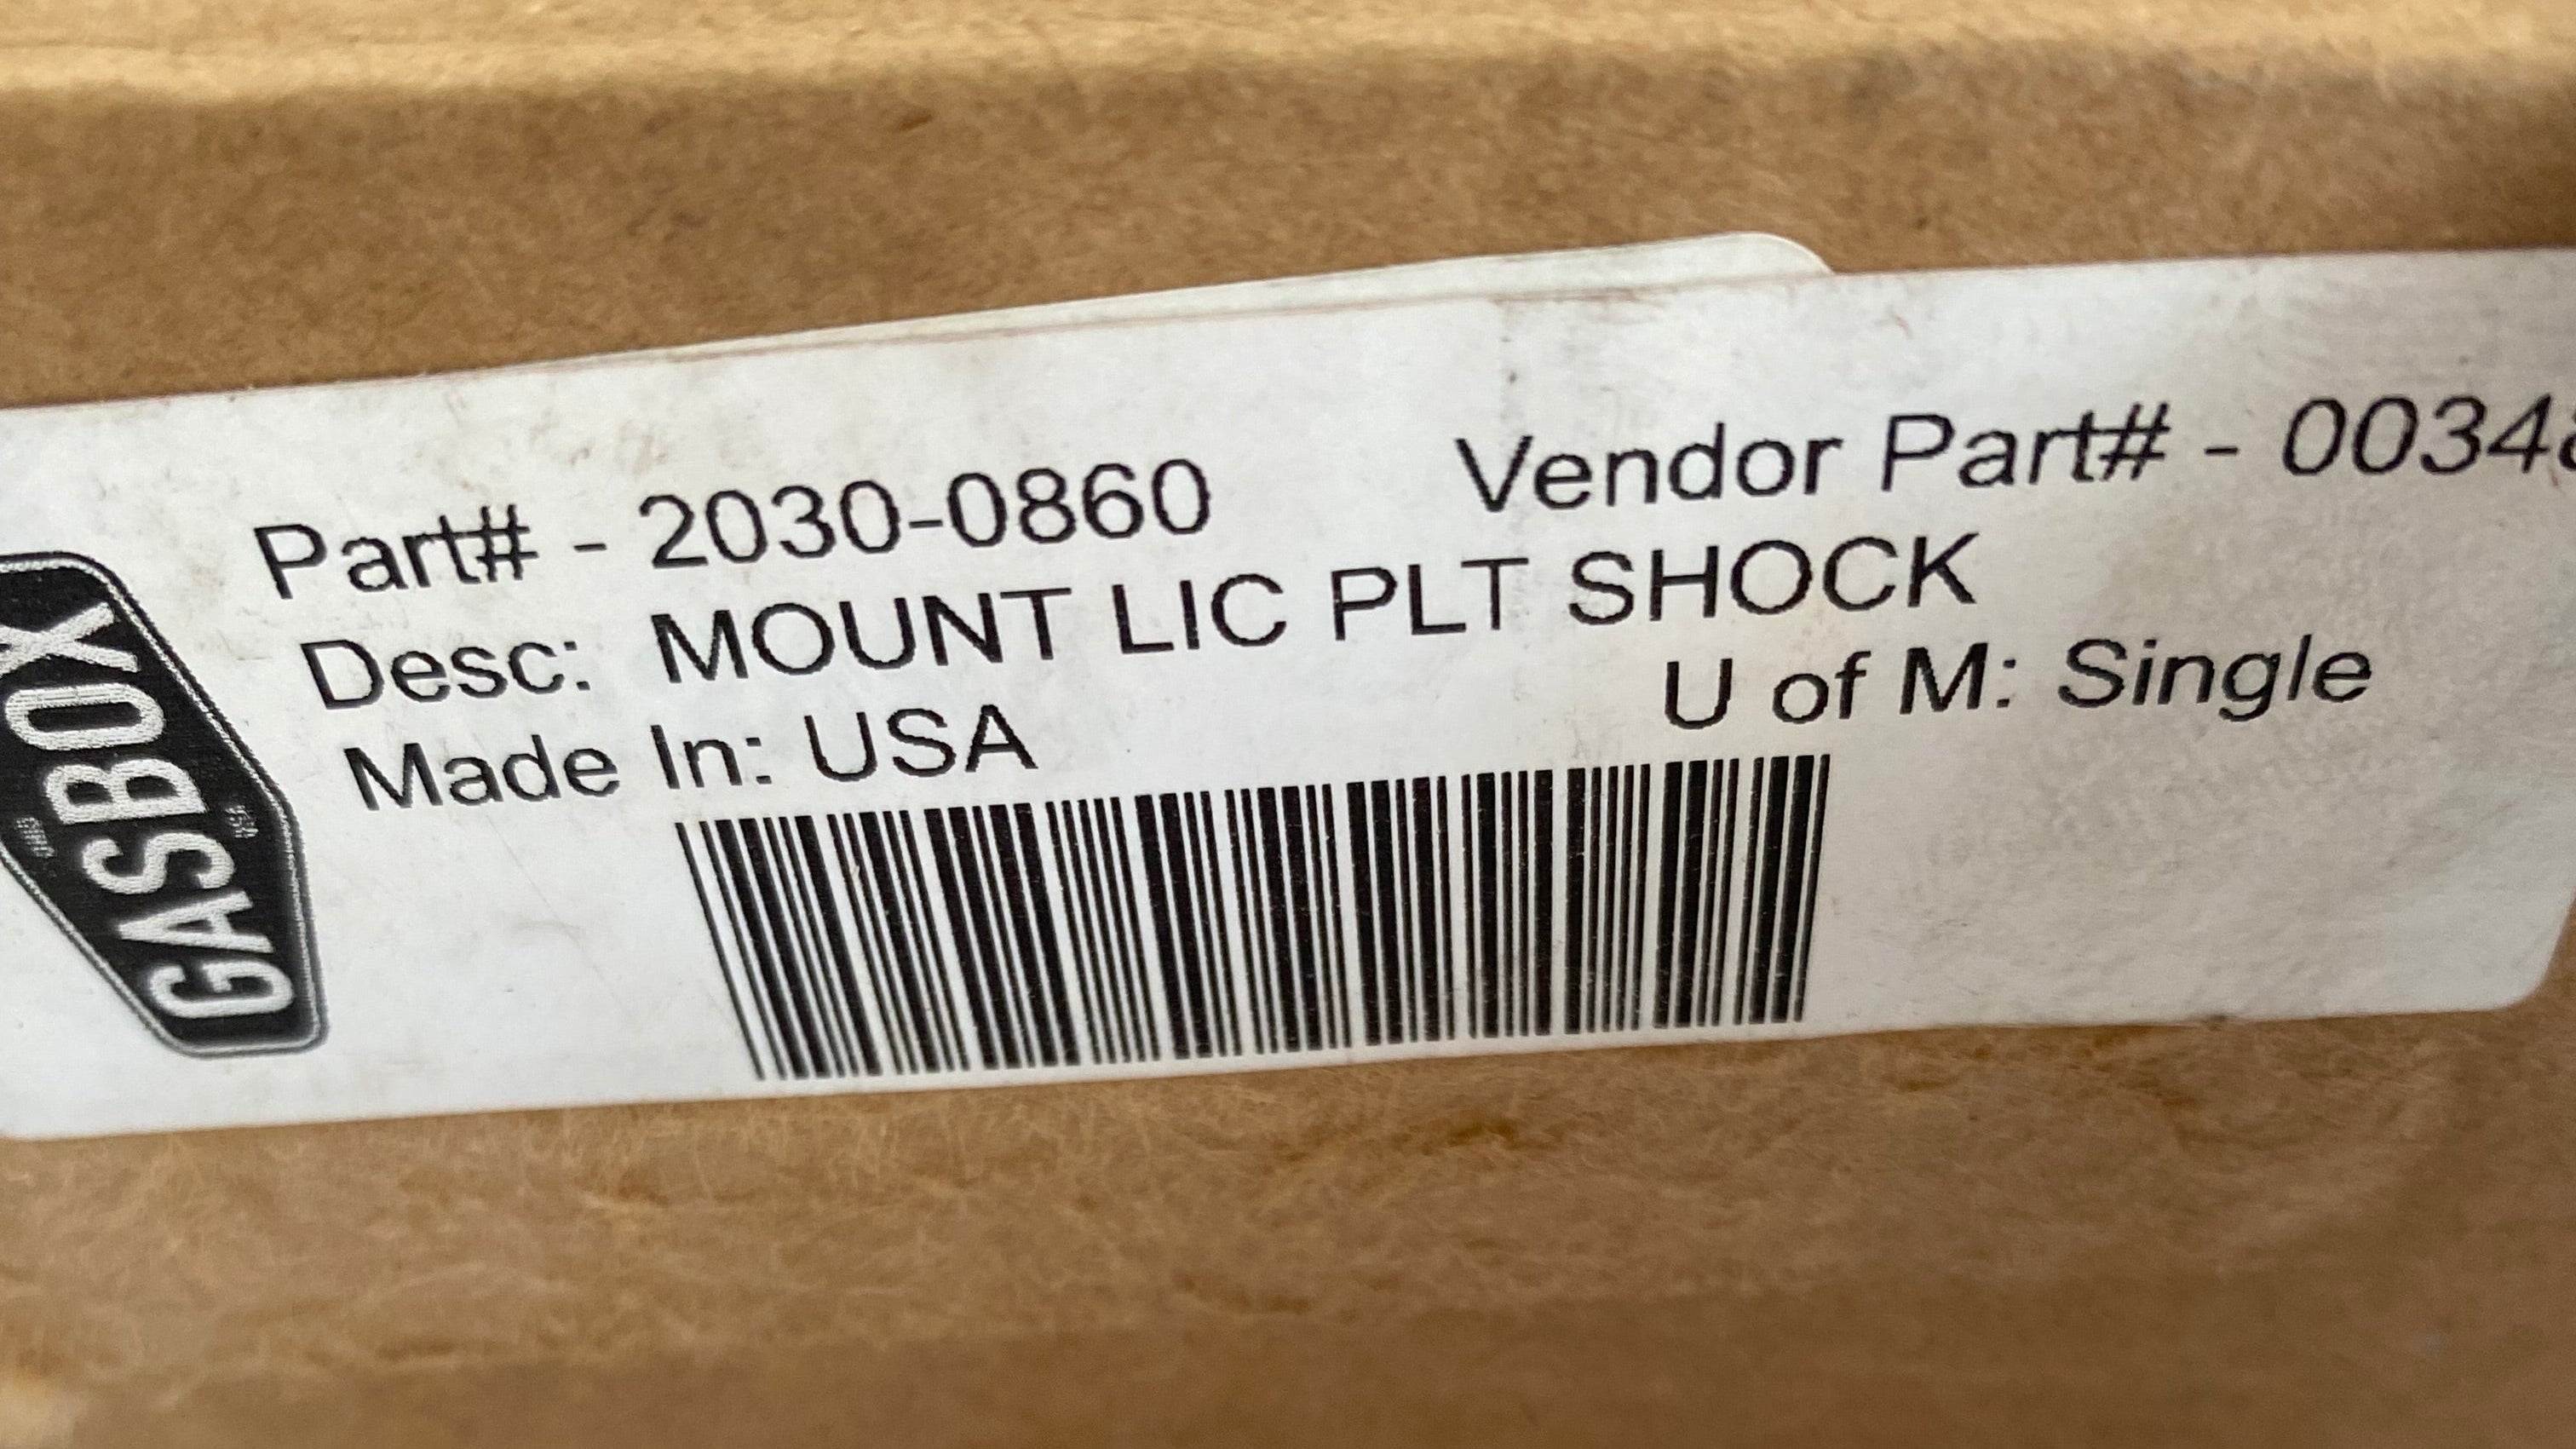 GASBOX
Part# - 2030-0860 Vendor Part# - 0034
Desc: MOUNT LIC PLT SHOCK
Made In: USA U of M: Single